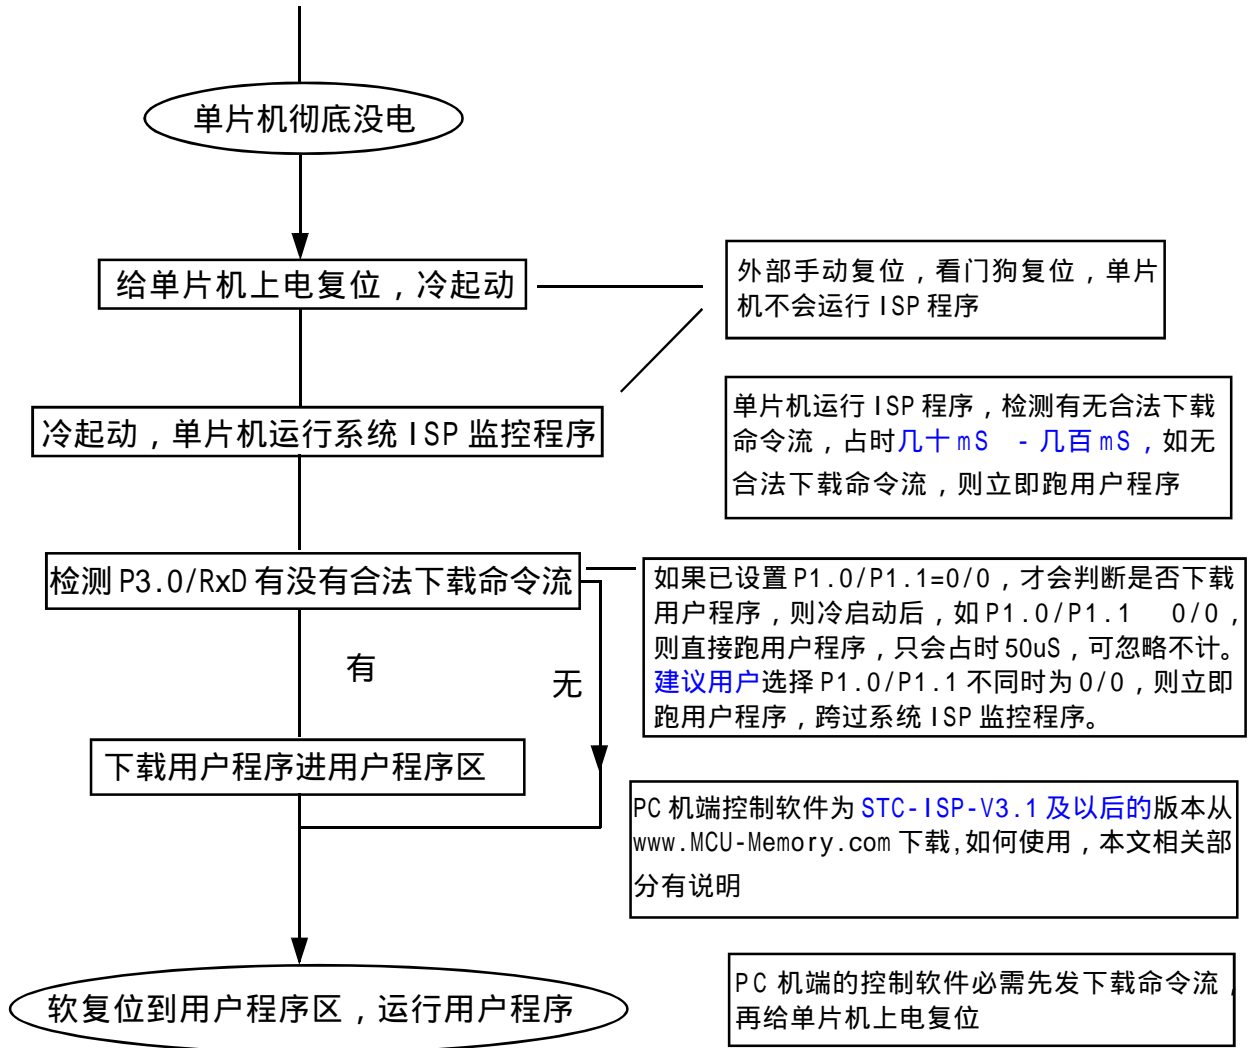 单片机彻底没电
给单片机上电复位，冷起动
外部手动复位，看门狗复位，单片
机不会运行 ISP 程序
冷起动，单片机运行系统 ISP 监控程序
单片机运行 ISP 程序，检测有无合法下载
命令流，占时几十 mS - 几百 mS，如无
合法下载命令流，则立即跑用户程序
检测 P3.0/RxD 有没有合法下载命令流
如果已设置 P1.0/P1.1=0/0，才会判断是否下载
用户程序，则冷启动后，如 P1.0/P1.1 0/0，
则直接跑用户程序，只会占时 50uS，可忽略不计。
建议用户选择 P1.0/P1.1 不同时为 0/0，则立即
跑用户程序，跨过系统 ISP 监控程序。
有
无
下载用户程序进用户程序区
PC 机端控制软件为 STC-ISP-V3.1 及以后的版本从
www.MCU-Memory.com 下载,如何使用，本文相关部
分有说明
软复位到用户程序区，运行用户程序
PC 机端的控制软件必需先发下载命令流，
再给单片机上电复位